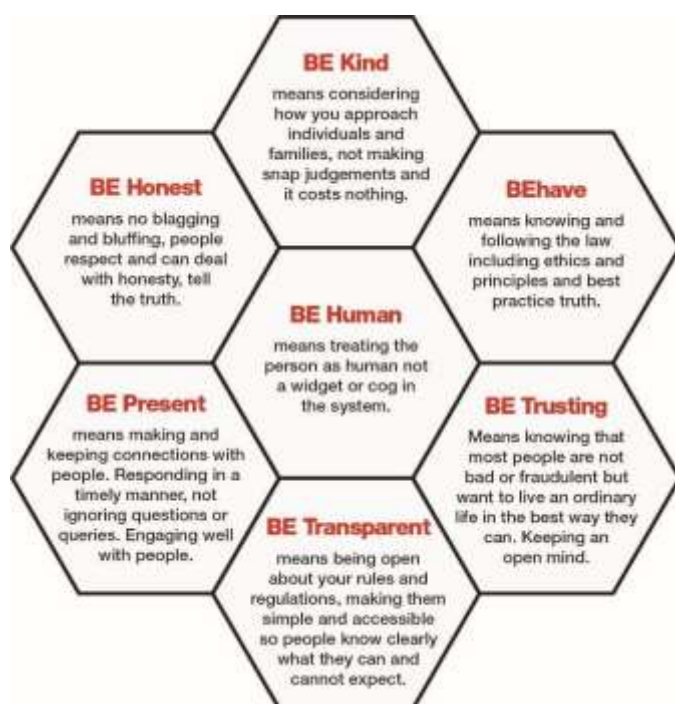 BE Kind
means considering
how you approach
individuals and
families, not making
snap judgements and
it costs nothing.
BE Honest
means no blagging
and bluffing, people
respect and can deal
with honesty, tell
the truth.
BEhave
means knowing and
following the law
including ethics and
principles and best
practice truth.
BE Human
means treating the
person as human not
a widget or cog in
the system.
BE Present
means making and
keeping connections with
people. Responding in a
timely manner, not
ignoring questions or
queries. Engaging well
with people.
BE Trusting
Means knowing that
most people are not
bad or fraudulent but
want to live an ordinary
life in the best way they
can. Keeping an
open mind.
BE Transparent
means being open
about your rules and
regulations, making them
simple and accessible
so people know clearly
what they can and
cannot expect.